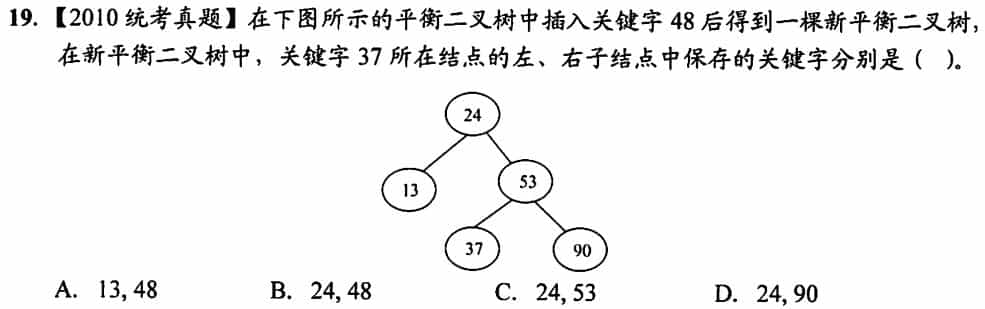 19.【2010 统考真题】在下图所示的平衡二叉树中插入关键字 48 后得到一棵新平衡二叉树,
在新平衡二叉树中，关键字 37 所在结点的左、右子结点中保存的关键字分别是（ ）。
24
13
53
37
90
A. 13, 48 B. 24, 48 C. 24, 53 D. 24, 90